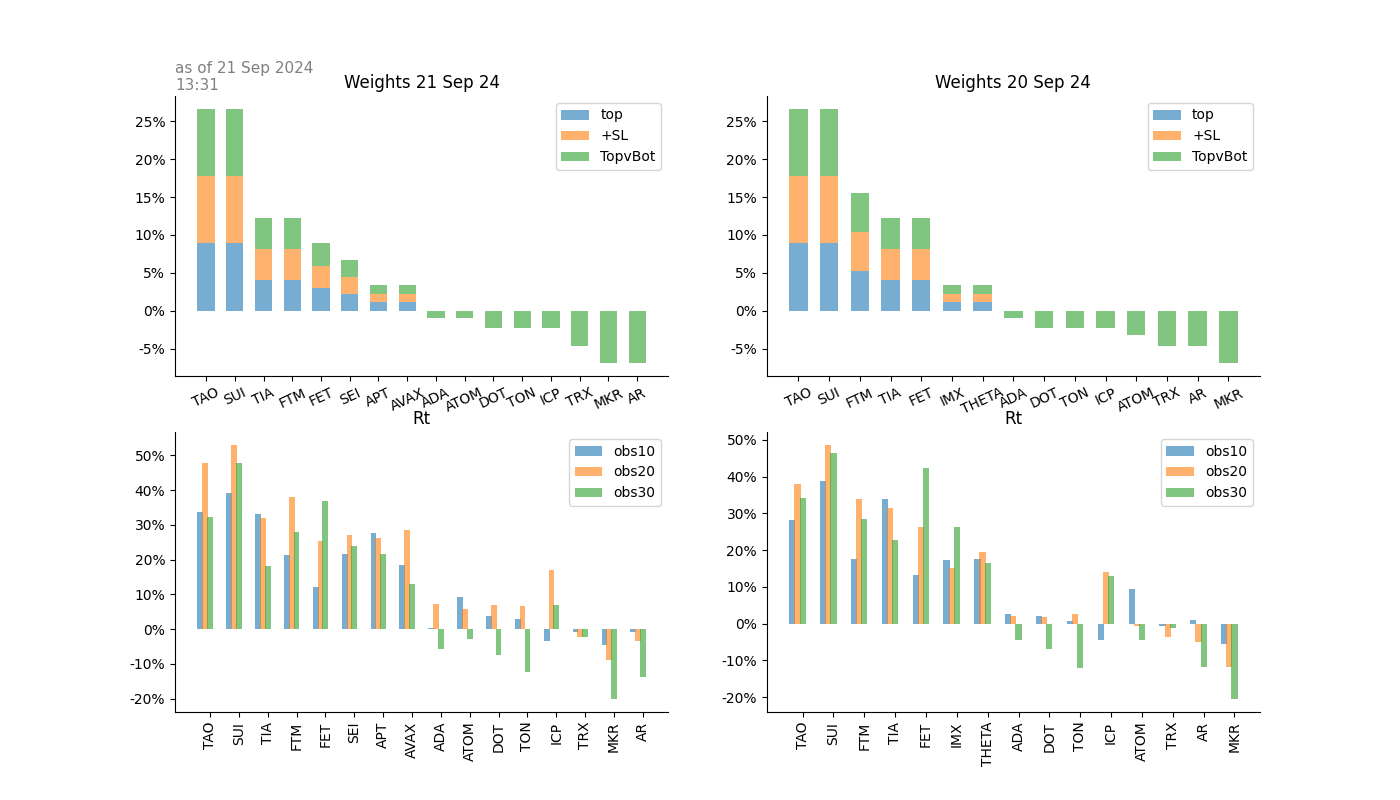 as of 21 Sep 2024
13:31
Weights 21 Sep 24
25%
20%
15%
10%
5%
0%
-5%
top
+SL
TopvBot
TAO SUI TIA FTM FET SEI APT AVAX ADA ATOM DOT TON ICP TRX MKR AR
Weights 20 Sep 24
25%
20%
15%
10%
5%
0%
-5%
top
+SL
TopvBot
TAO SUI FTM TIA FET IMX THETA ADA DOT TON ICP ATOM TRX AR MKR
Rt
50%
40%
30%
20%
10%
0%
-10%
-20%
obs10
obs20
obs30
TAO SUI TIA FTM FET SEI APT AVAX ADA ATOM DOT TON ICP TRX MKR AR
Rt
50%
40%
30%
20%
10%
0%
-10%
-20%
obs10
obs20
obs30
TAO SUI FTM TIA FET IMX THETA ADA DOT TON ICP ATOM TRX AR MKR